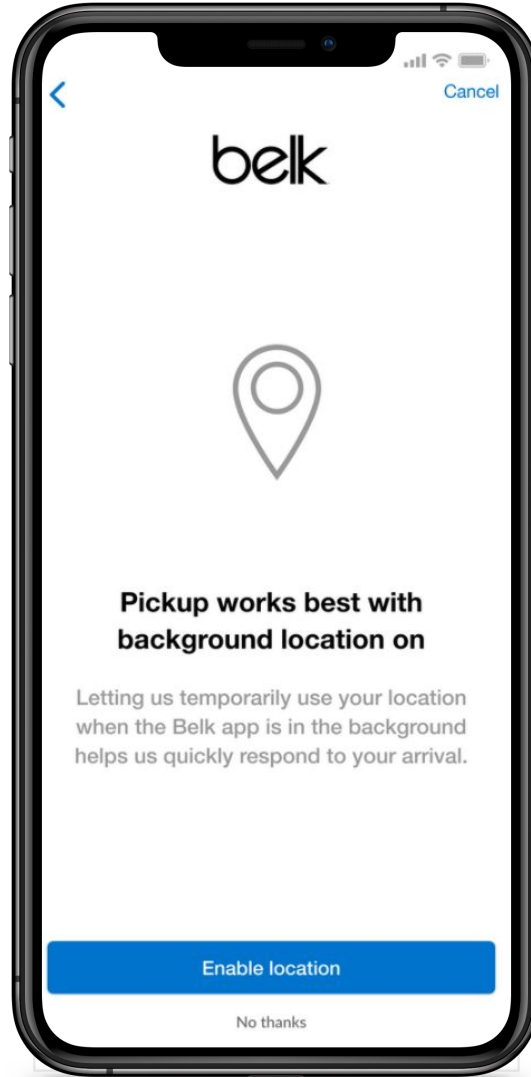 Cancel
belk
Pickup works best with
background location on
Letting us temporarily use your location
when the Belk app is in the background
helps us quickly respond to your arrival.
Enable location
No thanks